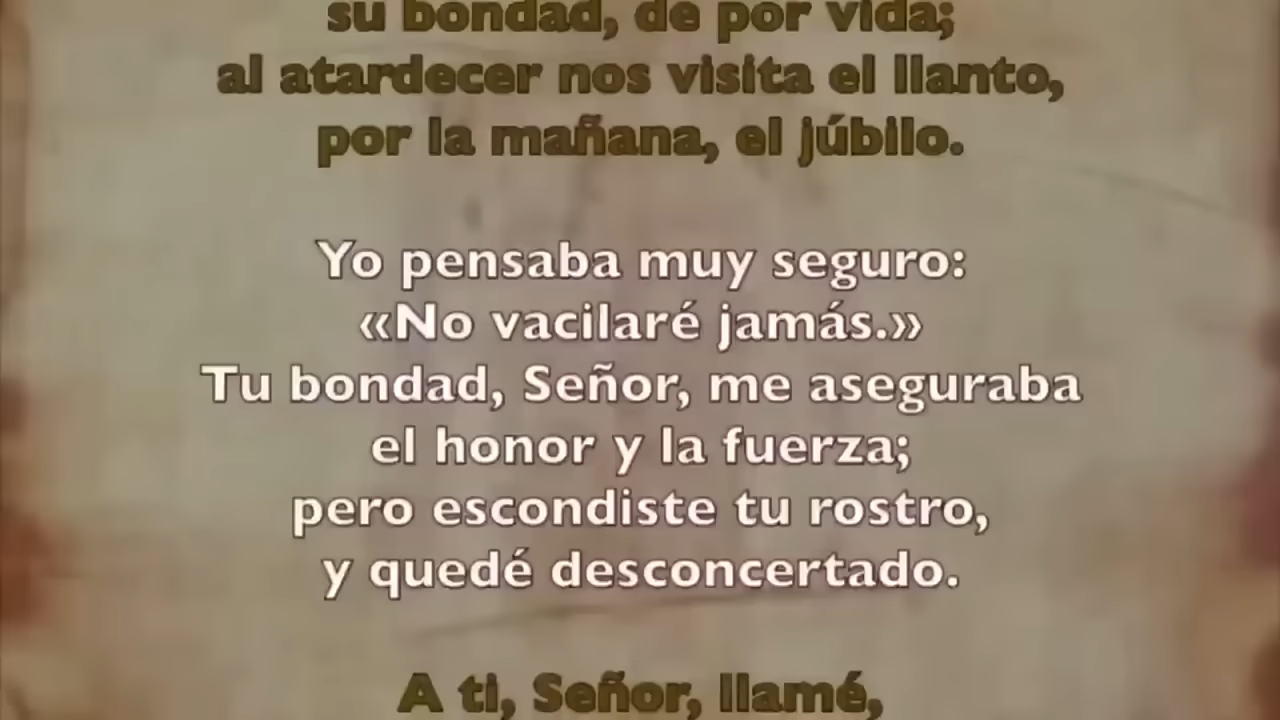 su bondad, de por vida;
al atardecer nos visita el llanto,
por la mañana, el júbilo.
Yo pensaba muy seguro:
«No vacilaré jamás.»
Tu bondad, Señor, me aseguraba
el honor y la fuerza;
pero escondiste tu rostro,
y quedé desconcertado.
A ti, Señor, llamé,